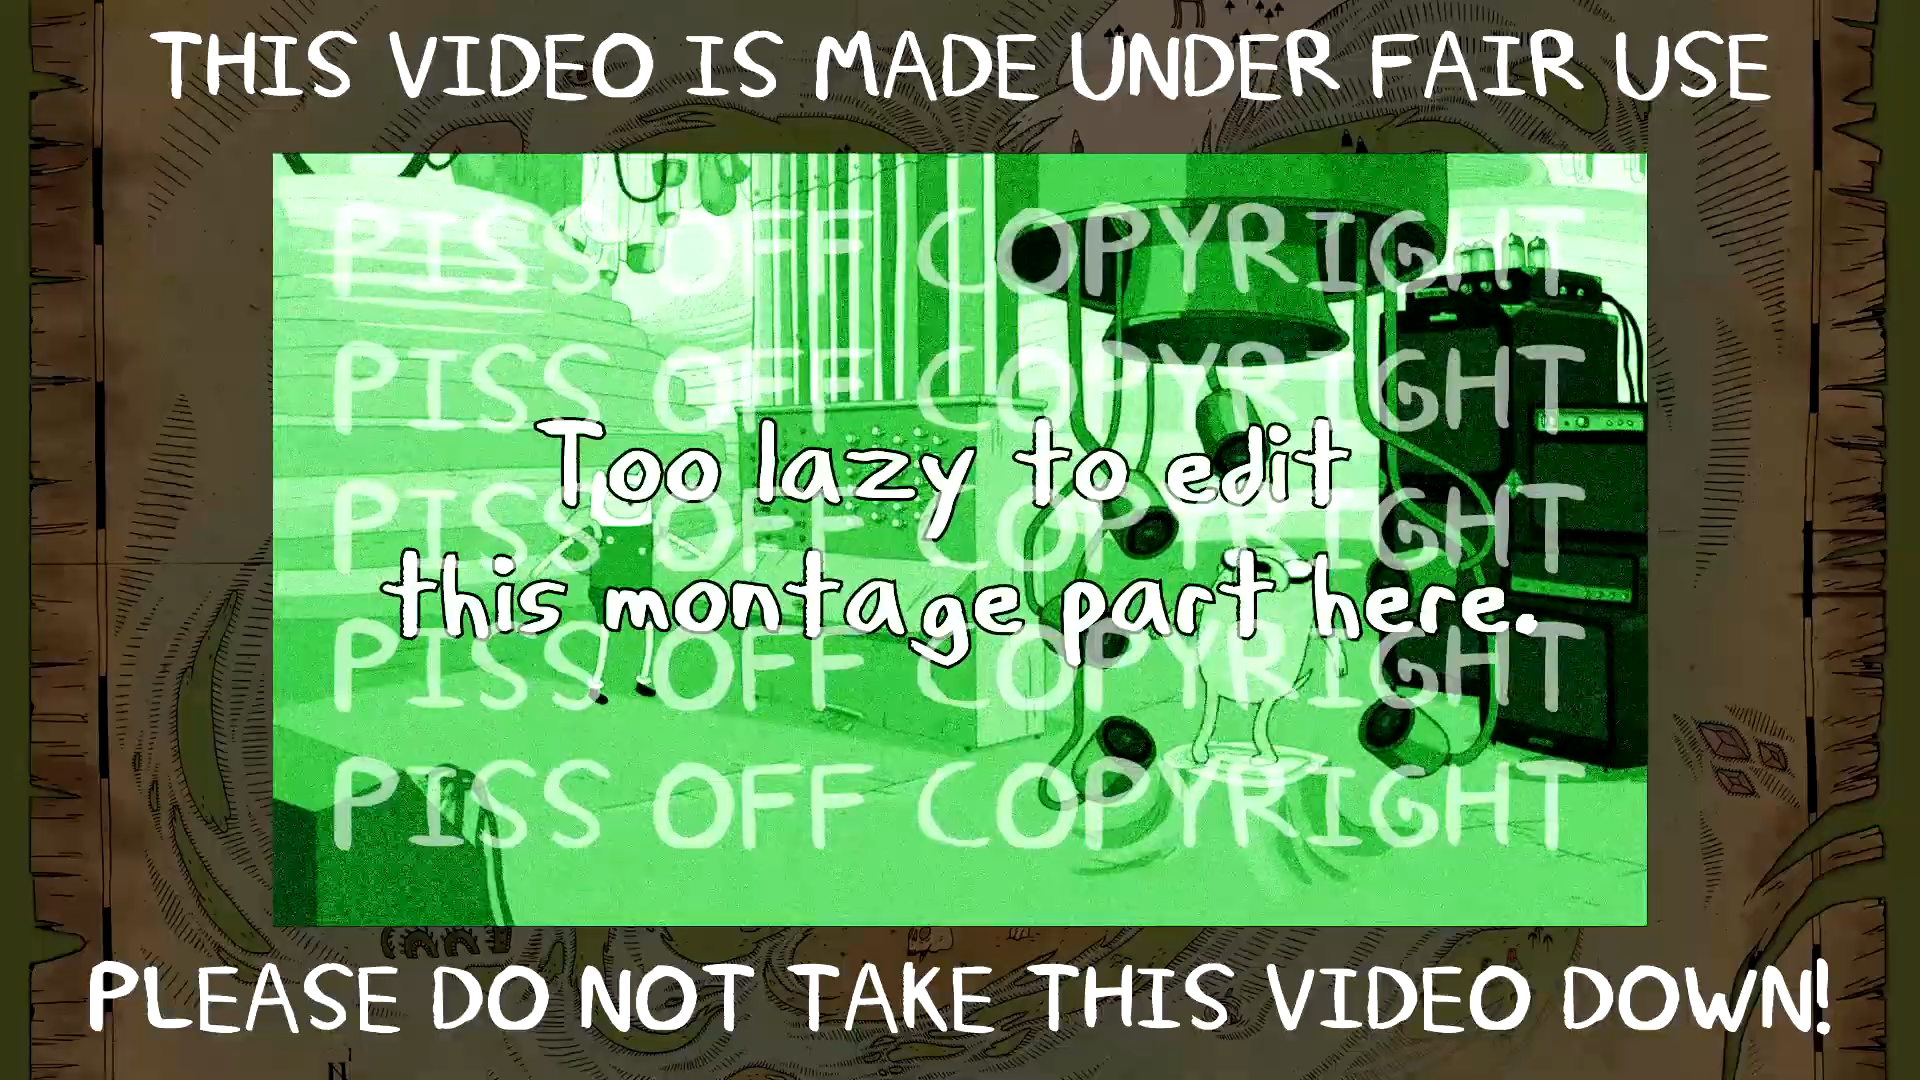 THIS VIDEO IS MADE UNDER FAIR USE
PISS OFF COPYRIGHT
PISS OFF COPYRIGHT
Too lazy to edit
PISS OFF COPYRIGHT
this montage part here.
PISS OFF COPYRIGHT
PISS OFF COPYRIGHT
PLEASE DO NOT TAKE THIS VIDEO DOWN!
N